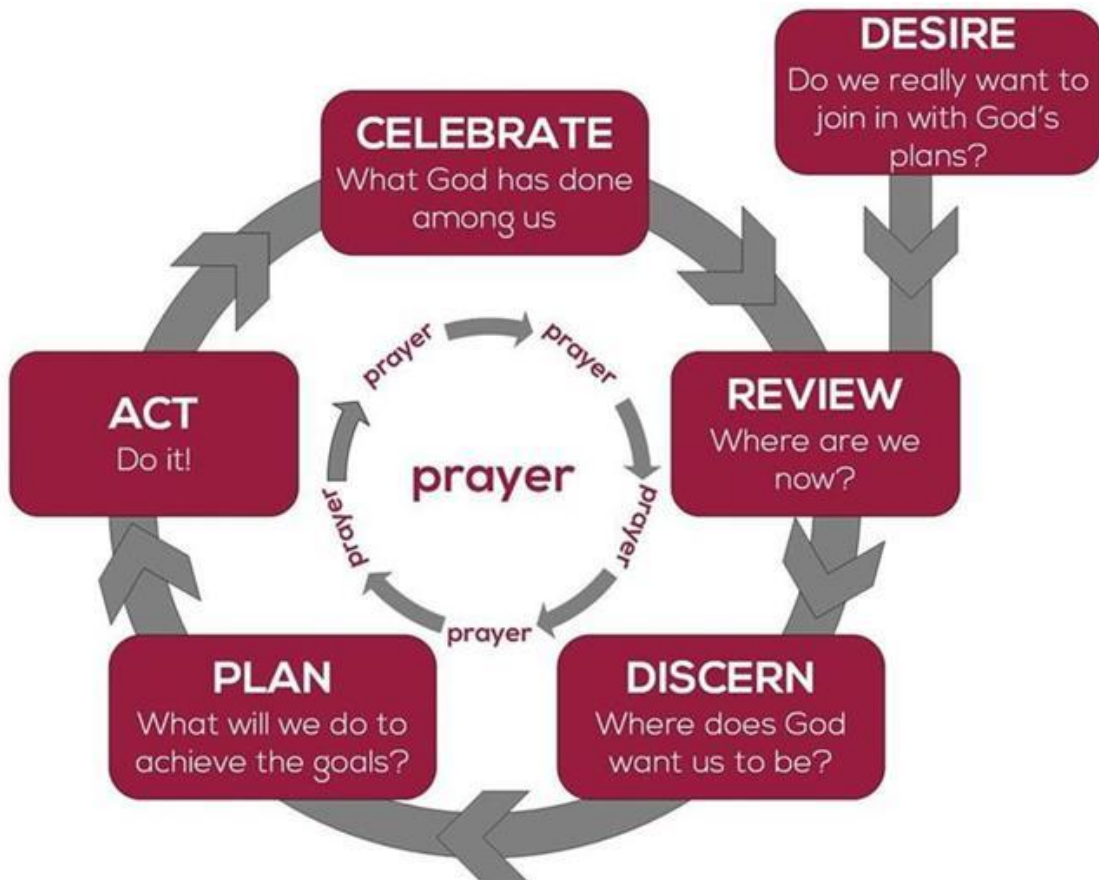 DESIRE
Do we really want to
join in with God's
plans?
CELEBRATE
What God has done
among us
REVIEW
Where are we
now?
DISCERN
Where does God
want us to be?
PLAN
What will we do to
achieve the goals?
ACT
Do it!
prayer
prayer
prayer
prayer
prayer
prayer